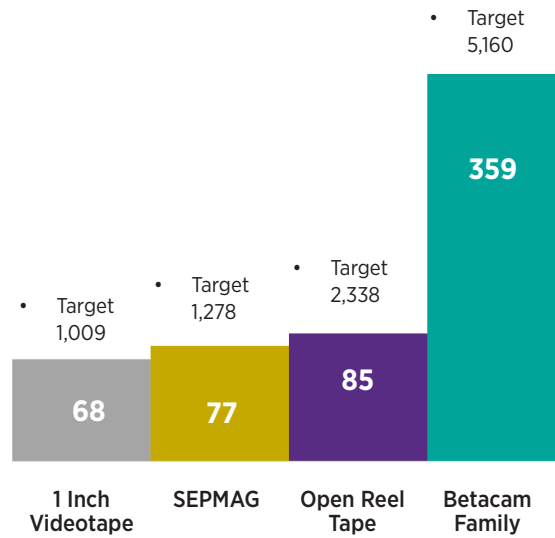 • Target
5,160
359
• Target
2,338
• Target
1,278
• Target
1,009
85
68
77
1 Inch
Videotape
SEPMAG
Open Reel
Tape
Betacam
Family